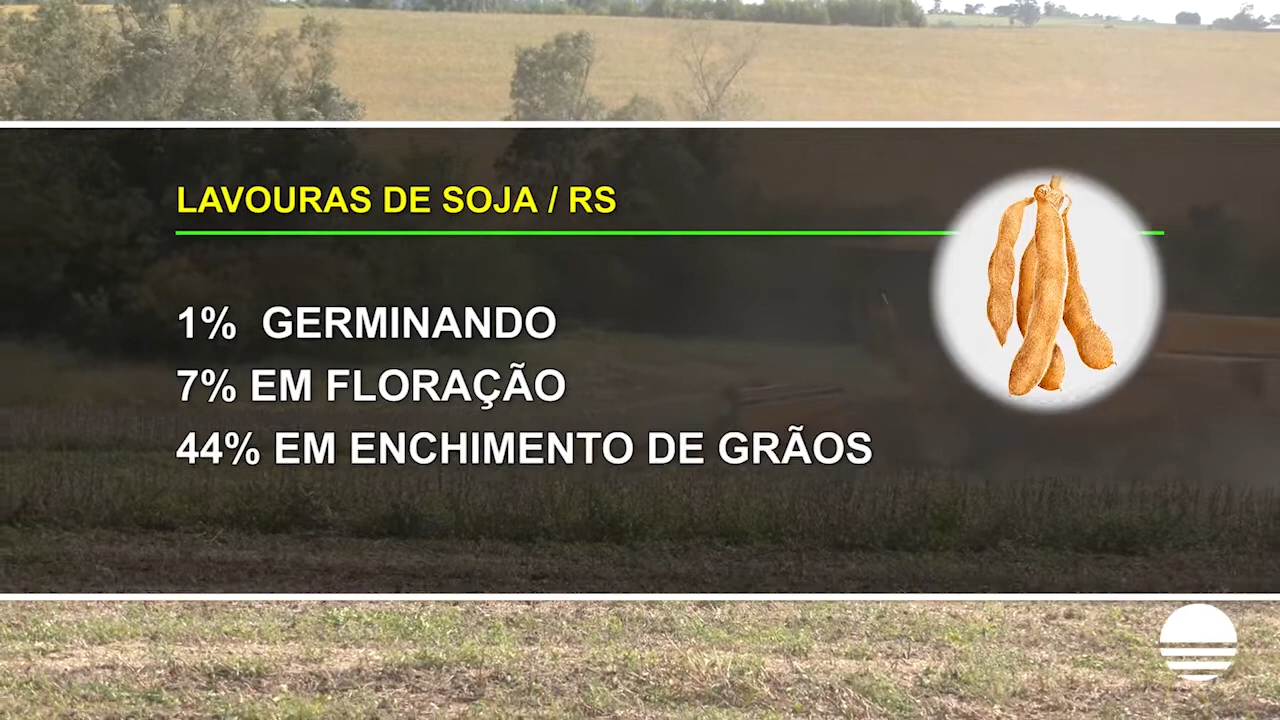 LAVOURAS DE SOJA / RS
1% GERMINANDO
7% EM FLORAÇÃO
44% EM ENCHIMENTO DE GRÃOS